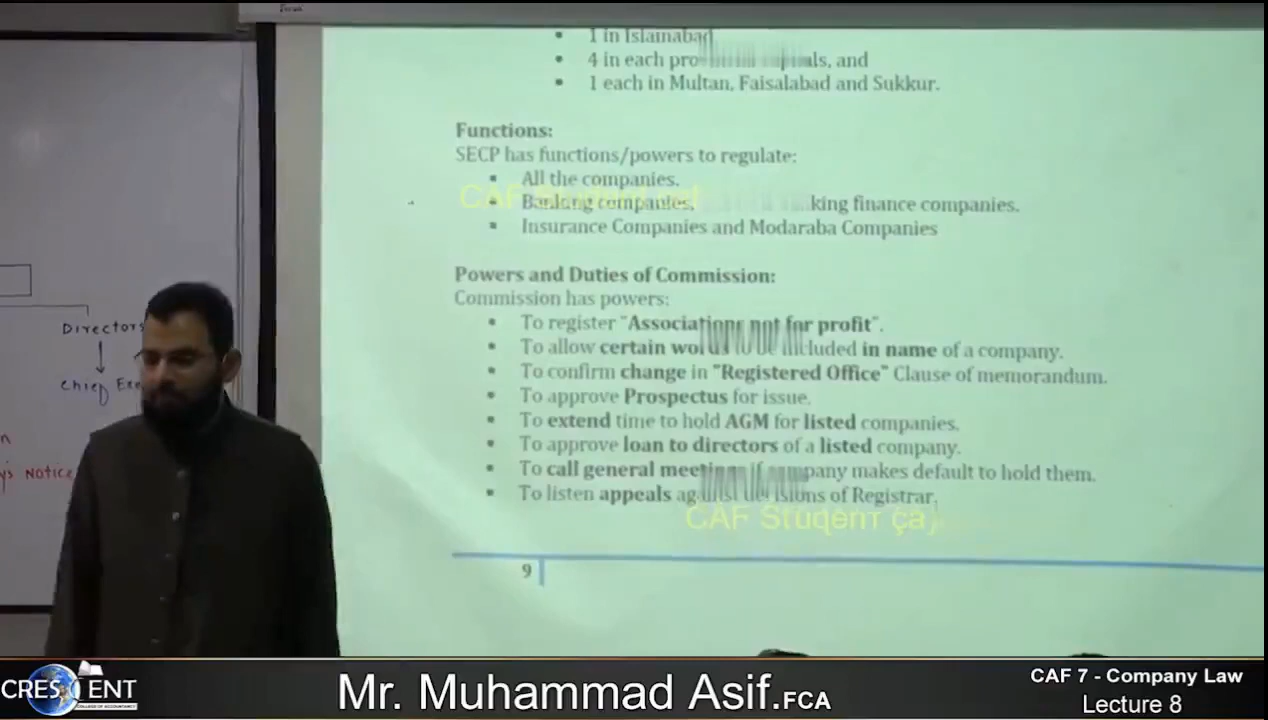 1 in Islamabad
4 in each pro als, and
1 each in Multan, Faisalabad and Sukkur.
Functions:
SECP has functions/powers to regulate:
All the companies.
Banking companies, king finance companies.
Insurance Companies and Modaraba Companies
Powers and Duties of Commission:
Commission has powers:
To register "Associations not for profit".
To allow certain words to be included in name of a company.
To confirm change in "Registered Office" Clause of memorandum.
To approve Prospectus for issue.
To extend time to hold AGM for listed companies.
To approve loan to directors of a listed company.
To call general meetings if company makes default to hold them.
To listen appeals against decisions of Registrar.
CAF Student
9
Directors
Chief Ex
n
y's notice
CRESCENT
COLLEGE OF ACCOUNTANCY
Mr. Muhammad Asif.FCA
CAF 7 - Company Law
Lecture 8